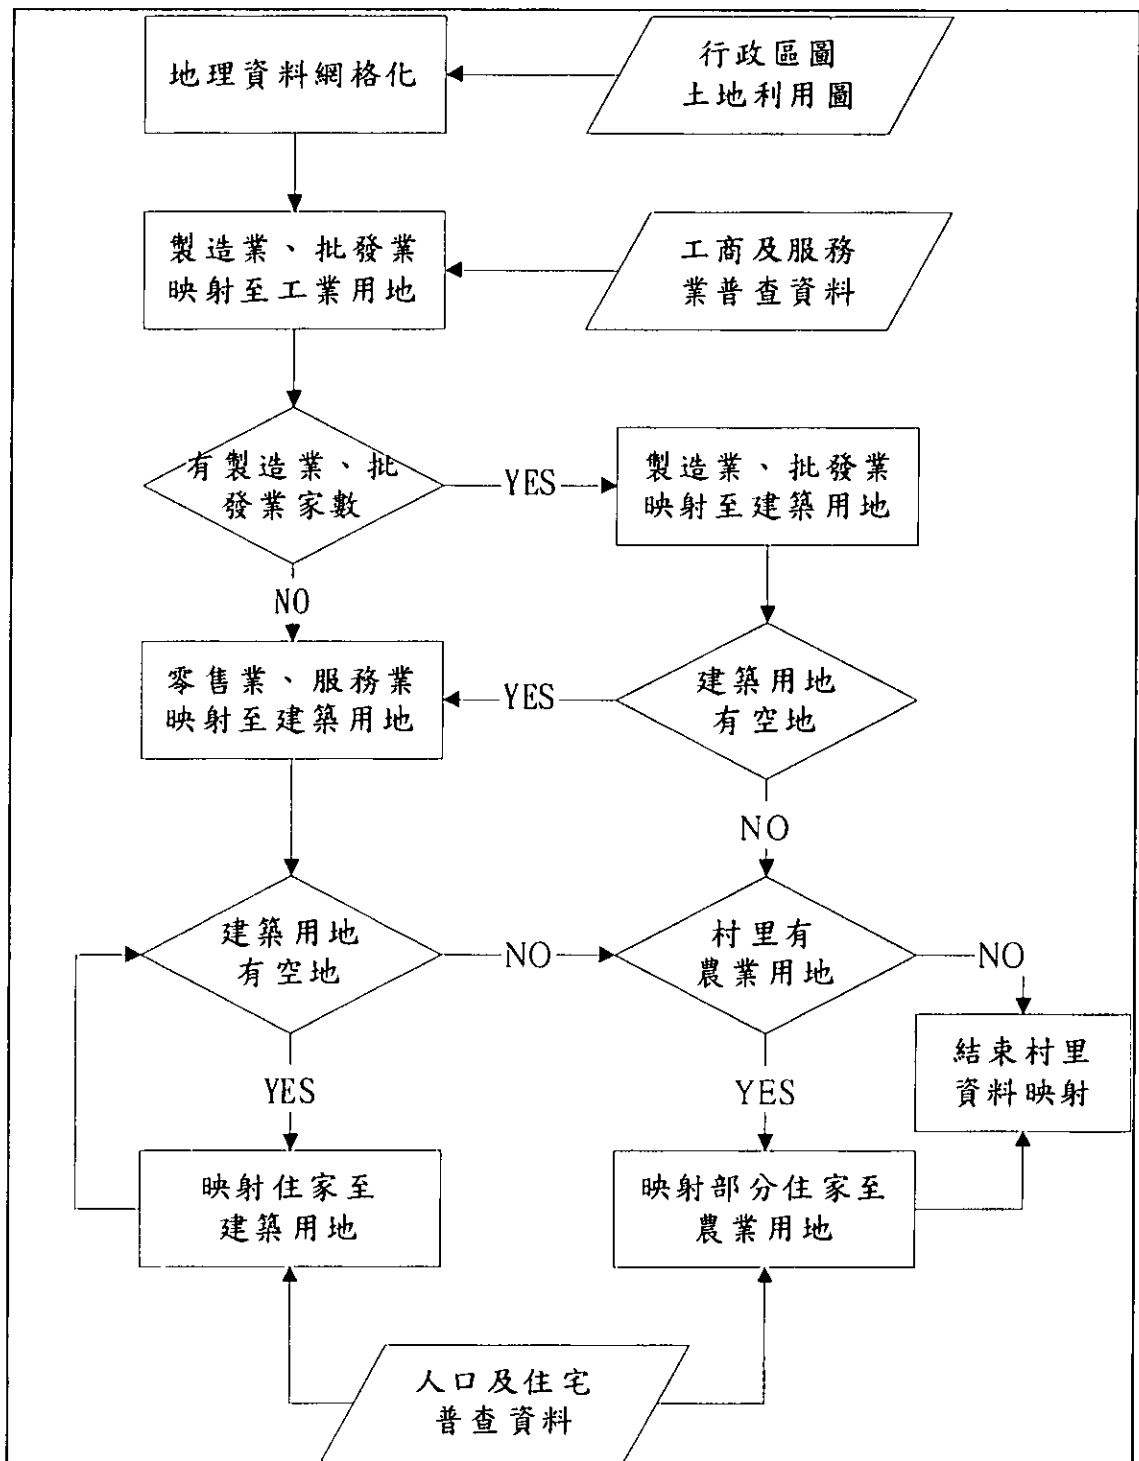 地理資料網格化
行政區圖
土地利用圖
製造業、批發業
映射至工業用地
工商及服務
業普查資料
有製造業、批
發業家數
YES
製造業、批發業
映射至建築用地
NO
零售業、服務業
映射至建築用地
YES
建築用地
有空地
NO
建築用地
有空地
NO
村里有
農業用地
NO
YES
YES
結束村里
資料映射
映射住家至
建築用地
映射部分住家至
農業用地
人口及住宅
普查資料